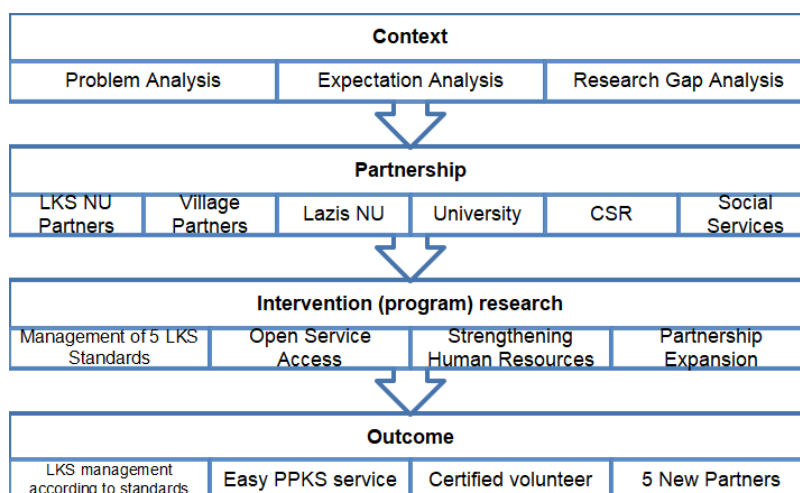 Context
Problem Analysis
Expectation Analysis
Research Gap Analysis
Partnership
LKS NU
Partners
Village
Partners
Lazis NU
University
CSR
Social
Services
Intervention (program) research
Management of 5 LKS
Standards
Open Service
Access
Strengthening
Human Resources
Partnership
Expansion
Outcome
LKS management
according to standards
Easy PPKS service
Certified volunteer
5 New Partners